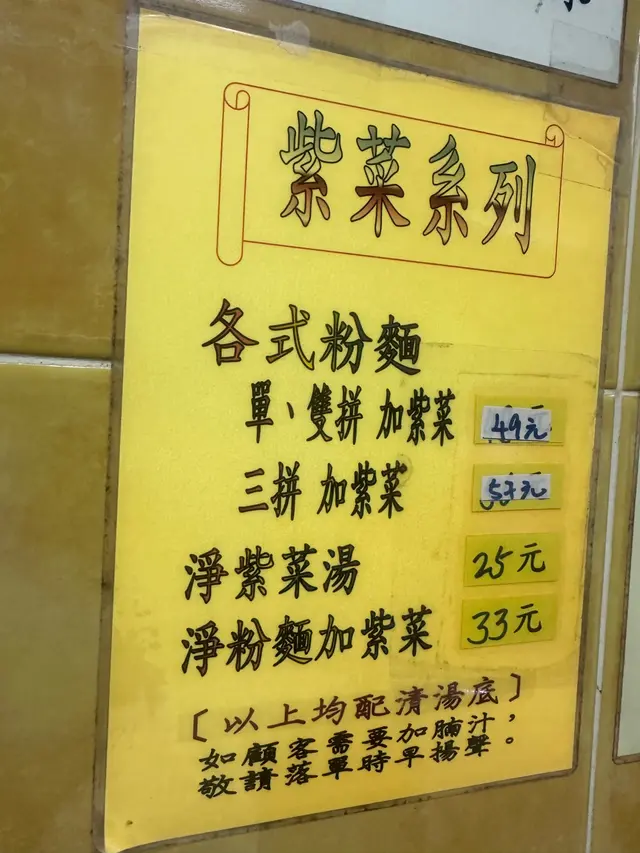 紫菜系列
各式粉麵
單、雙拼 加紫菜 49元
三拼 加紫菜 57元
淨紫菜湯 25元
淨粉麵加紫菜 33元
〔以上均配清湯底〕
如顧客需要加腩汁，
敬請落單時早揚聲。